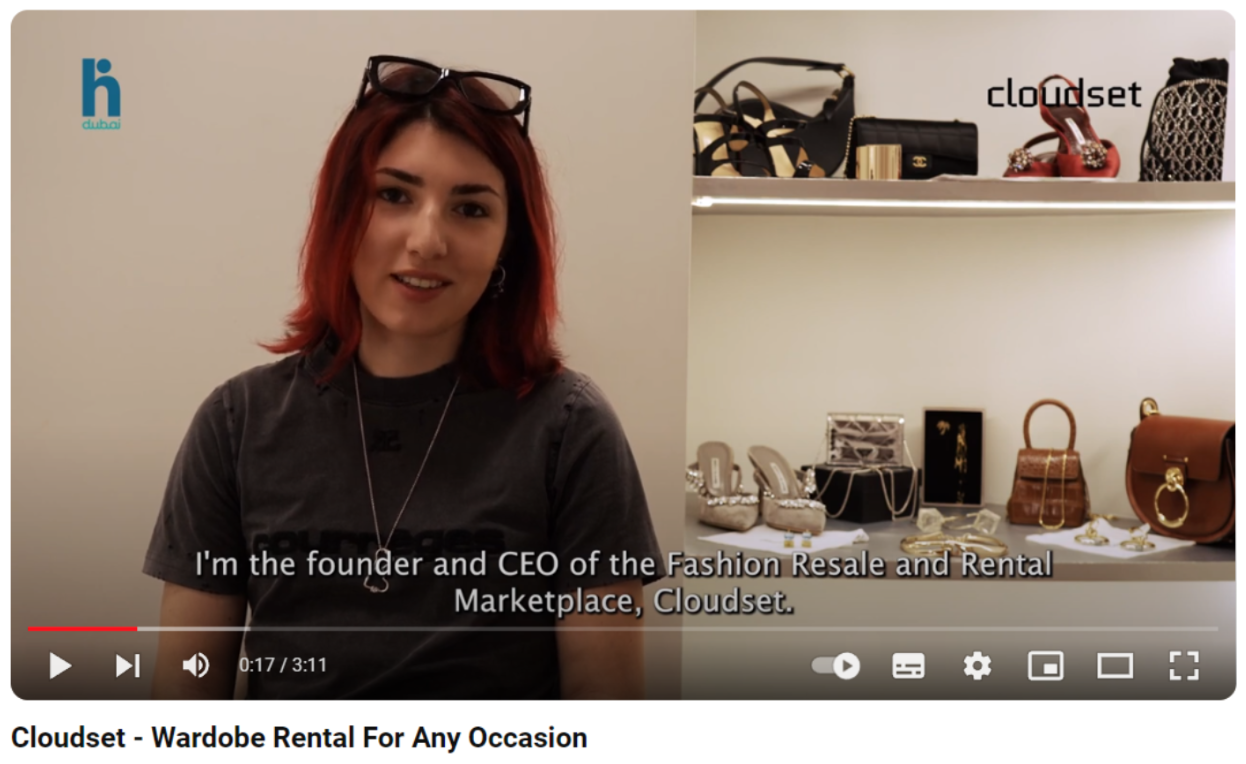 hi
dubai
cloudset
I'm the founder and CEO of the Fashion Resale and Rental
Marketplace, Cloudset.
0:17 / 3:11
Cloudset - Wardobe Rental For Any Occasion